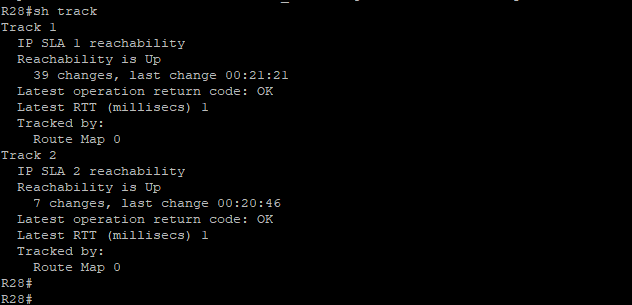 R28#sh track
Track 1
  IP SLA 1 reachability
  Reachability is Up
    39 changes, last change 00:21:21
  Latest operation return code: OK
  Latest RTT (millisecs) 1
  Tracked by:
    Route Map 0
Track 2
  IP SLA 2 reachability
  Reachability is Up
    7 changes, last change 00:20:46
  Latest operation return code: OK
  Latest RTT (millisecs) 1
  Tracked by:
    Route Map 0
R28#
R28#